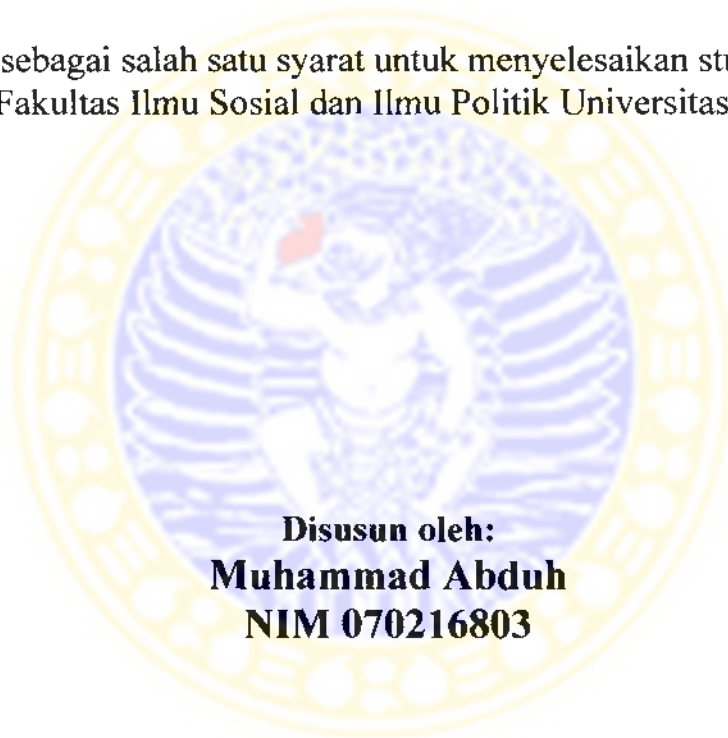 sebagai salah satu syarat untuk menyelesaikan stu
Fakultas Ilmu Sosial dan Ilmu Politik Universitas
Disusun oleh:
Muhammad Abduh
NIM 070216803